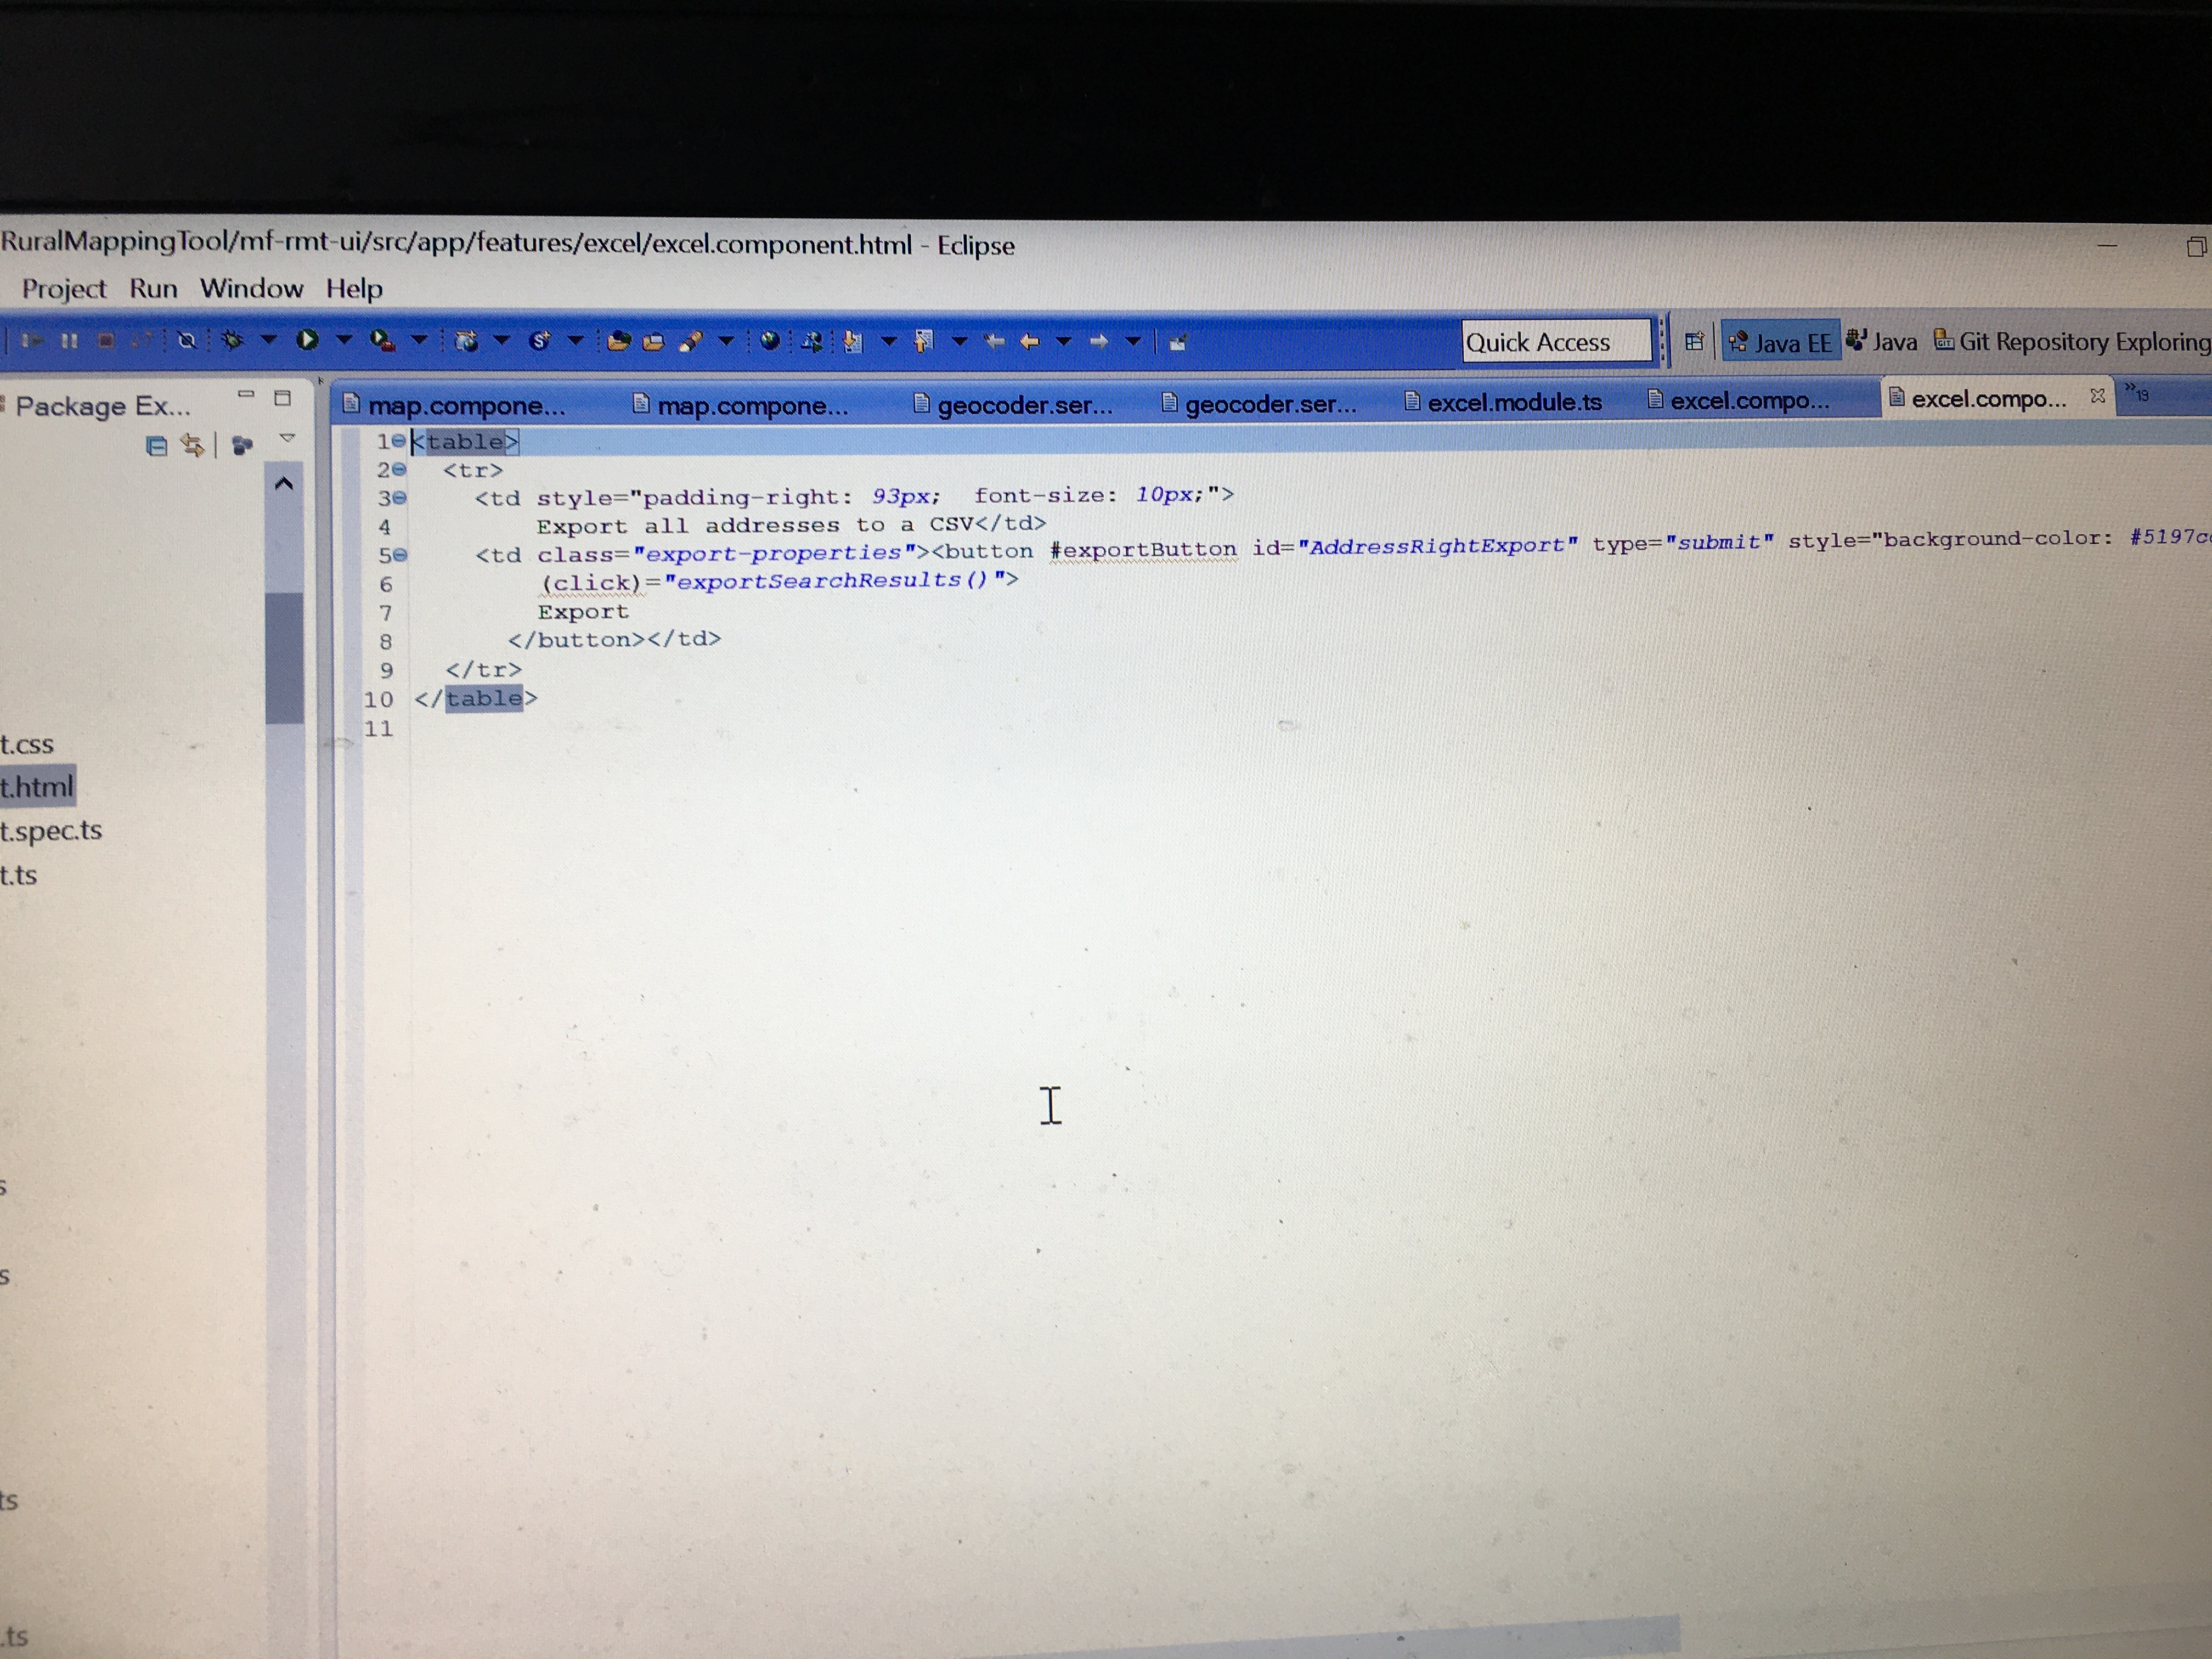 RuralMappingTool/mf-rmt-ui/src/app/features/excel/excel.component.html - Eclipse
Project Run Window Help
Quick Access
Java EE Java Git Repository Exploring
Package Ex...
map.compone... map.compone... geocoder.ser... geocoder.ser... excel.module.ts excel.compo... excel.compo... »19
1 <table>
2 <tr>
3 <td style="padding-right: 93px; font-size: 10px;">
4 Export all addresses to a CSV</td>
5 <td class="export-properties"><button #exportButton id="AddressRightExport" type="submit" style="background-color: #5197c
6 (click)="exportSearchResults()">
7 Export
8 </button></td>
9 </tr>
10 </table>
11
t.css
t.html
t.spec.ts
t.ts
s
s
ts
.ts